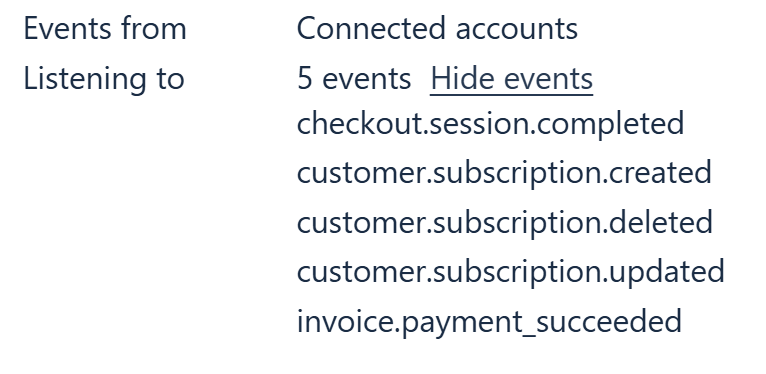 Events from Connected accounts
Listening to 5 events Hide events
checkout.session.completed
customer.subscription.created
customer.subscription.deleted
customer.subscription.updated
invoice.payment_succeeded